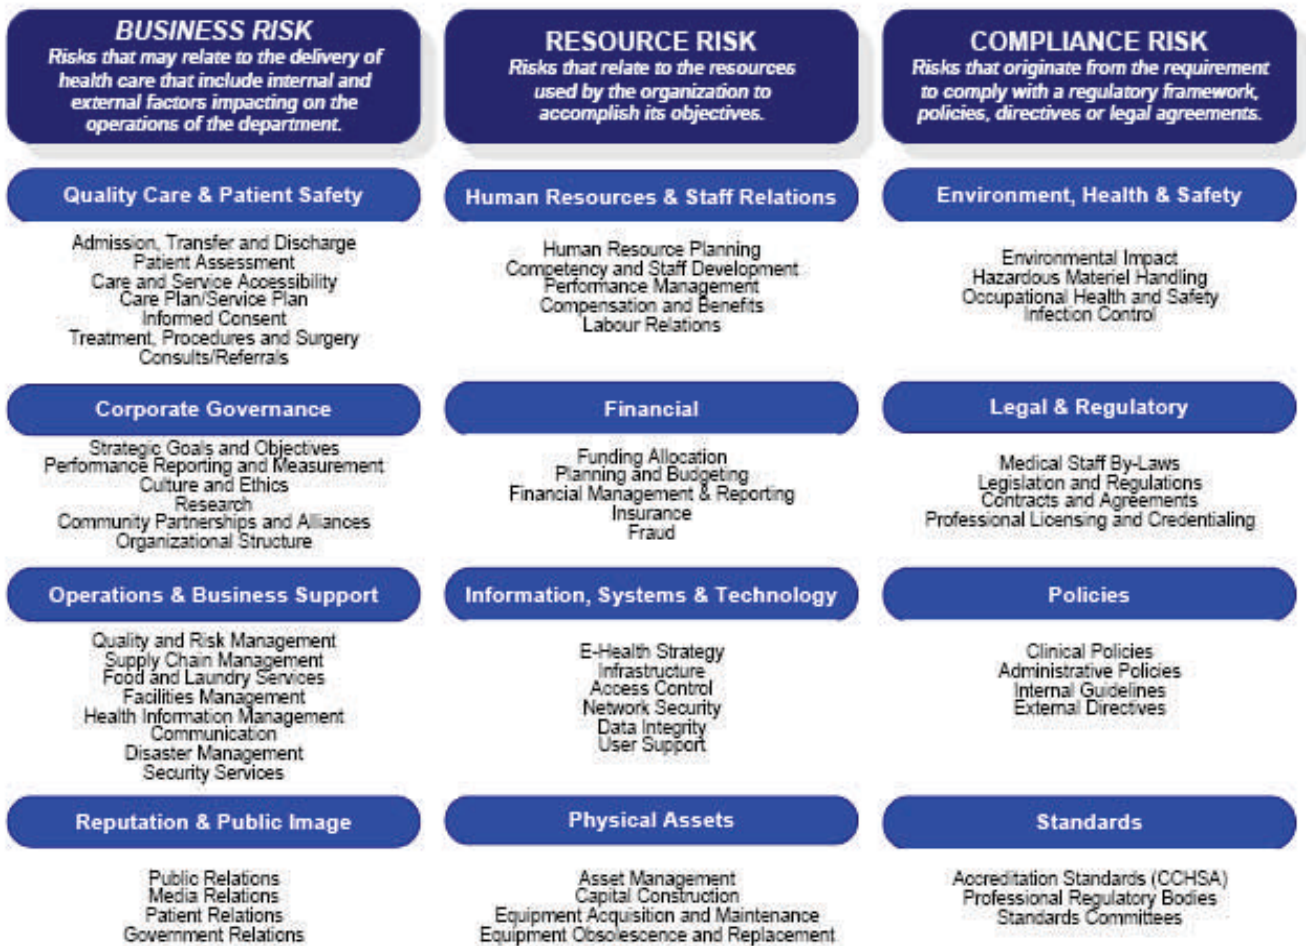 BUSINESS RISK
Risks that may relate to the delivery of
health care that include internal and
external factors impacting on the
operations of the department.
Quality Care & Patient Safety
Admission, Transfer and Discharge
Patient Assessment
Care and Service Accessibility
Care Plan/Service Plan
Informed Consent
Treatment, Procedures and Surgery
Consults/Referrals
Corporate Governance
Strategic Goals and Objectives
Performance Reporting and Measurement
Culture and Ethics
Research
Community Partnerships and Alliances
Organizational Structure
Operations & Business Support
Quality and Risk Management
Supply Chain Management
Food and Laundry Services
Facilities Management
Health Information Management
Communication
Disaster Management
Security Services
Reputation & Public Image
Public Relations
Media Relations
Patient Relations
Government Relations
RESOURCE RISK
Risks that relate to the resources
used by the organization to
accomplish its objectives.
Human Resources & Staff Relations
Human Resource Planning
Competency and Staff Development
Performance Management
Compensation and Benefits
Labour Relations
Financial
Funding Allocation
Planning and Budgeting
Financial Management & Reporting
Insurance
Fraud
Information, Systems & Technology
E-Health Strategy
Infrastructure
Access Control
Network Security
Data Integrity
User Support
Physical Assets
Asset Management
Capital Construction
Equipment Acquisition and Maintenance
Equipment Obsolescence and Replacement
COMPLIANCE RISK
Risks that originate from the requirement
to comply with a regulatory framework,
policies, directives or legal agreements.
Environment, Health & Safety
Environmental Impact
Hazardous Materiel Handling
Occupational Health and Safety
Infection Control
Legal & Regulatory
Medical Staff By-Laws
Legislation and Regulations
Contracts and Agreements
Professional Licensing and Credentialing
Policies
Clinical Policies
Administrative Policies
Internal Guidelines
External Directives
Standards
Accreditation Standards (CCHSA)
Professional Regulatory Bodies
Standards Committees